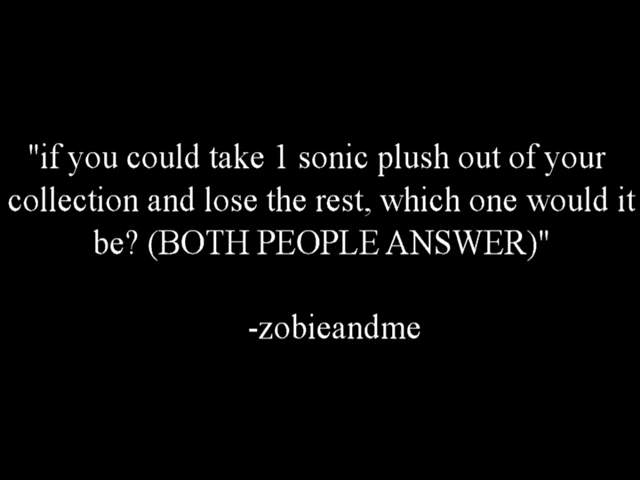 "if you could take 1 sonic plush out of your
collection and lose the rest, which one would it
be? (BOTH PEOPLE ANSWER)"
-zobieandme